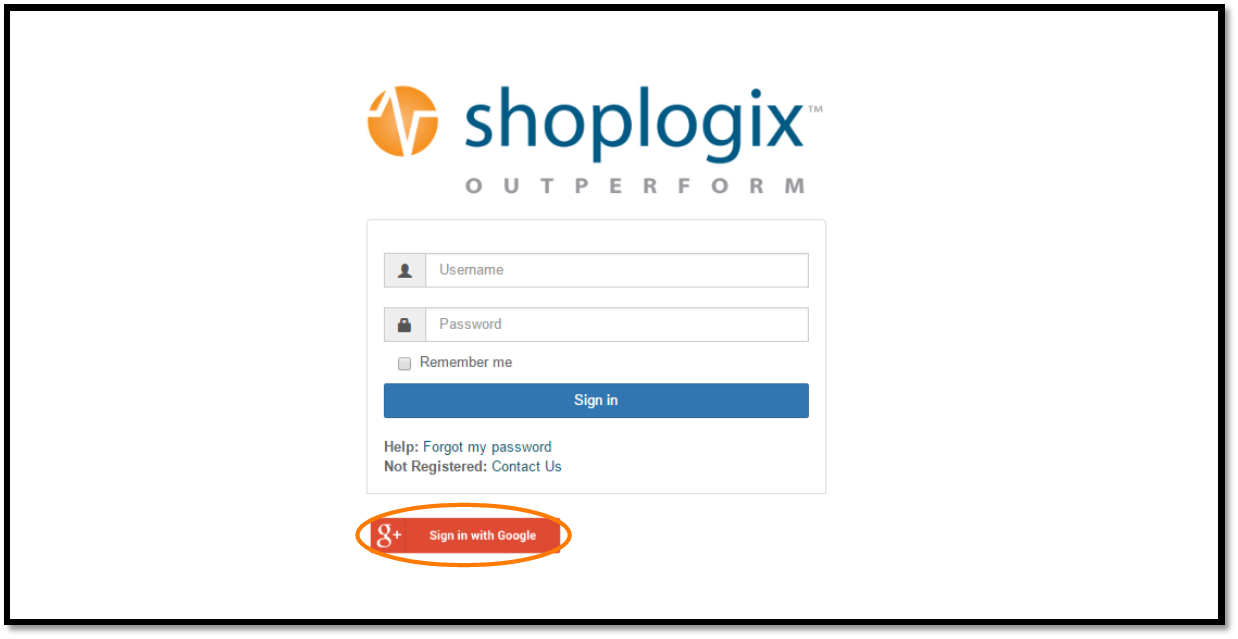 shoplogix™
OUTPERFORM
Username
Password
Remember me
Sign in
Help: Forgot my password
Not Registered: Contact Us
g+ Sign in with Google